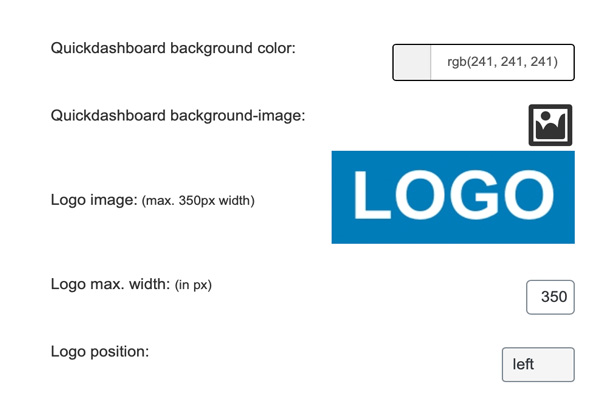 Quickdashboard background color: rgb(241, 241, 241)
Quickdashboard background-image:
Logo image: (max. 350px width) LOGO
Logo max. width: (in px) 350
Logo position: left